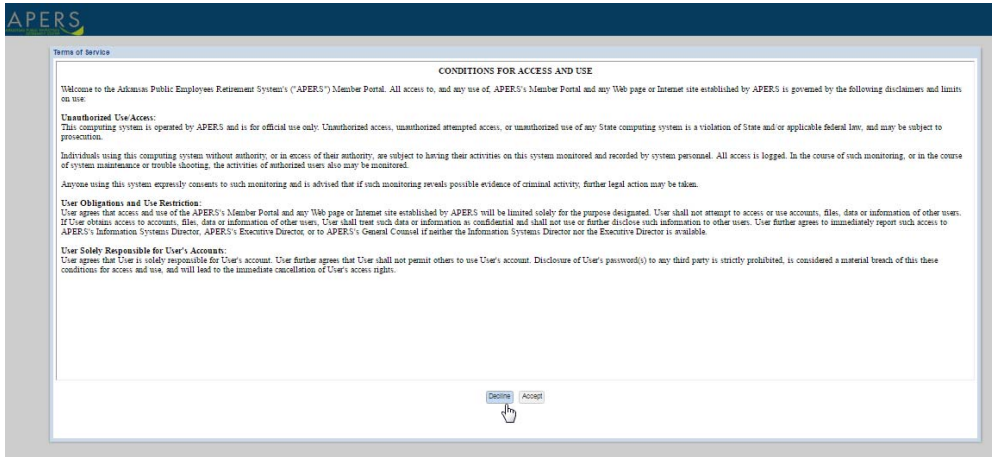 APERS
Terms of Service
CONDITIONS FOR ACCESS AND USE
Welcome to the Arkansas Public Employees Retirement System's ("APERS") Member Portal. All access to, and any use of, APERS's Member Portal and any Web page or Internet site established by APERS is governed by the following disclaimers and limits
on use:
Unauthorized Use/Access:
This computing system is operated by APERS and is for official use only. Unauthorized access, unauthorized attempted access, or unauthorized use of any State computing system is a violation of State and/or applicable federal law, and may be subject to
prosecution.
Individuals using this computing system without authority, or in excess of their authority, are subject to having their activities on this system monitored and recorded by system personnel. All access is logged. In the course of such monitoring, or in the course
of system maintenance or trouble shooting, the activities of authorized users also may be monitored.
Anyone using this system expressly consents to such monitoring and is advised that if such monitoring reveals possible evidence of criminal activity, further legal action may be taken.
User Obligations and Use Restriction:
User agrees that access and use of the APERS's Member Portal and any Web page or Internet site established by APERS will be limited solely for the purpose designated. User shall not attempt to access or use accounts, files, data or information of other users.
If User obtains access to accounts, files, data or information of other users, User shall treat such data or information as confidential and shall not use or further disclose such information to other users. User further agrees to immediately report such access to
APERS's Information Systems Director, APERS's Executive Director, or to APERS's General Counsel if neither the Information Systems Director nor the Executive Director is available.
User Solely Responsible for User's Accounts:
User agrees that User is solely responsible for User's account. User further agrees that User shall not permit others to use User's account. Disclosure of User's password(s) to any third party is strictly prohibited, is considered a material breach of this these
conditions for access and use, and will lead to the immediate cancellation of User's access rights.
Decline Accept